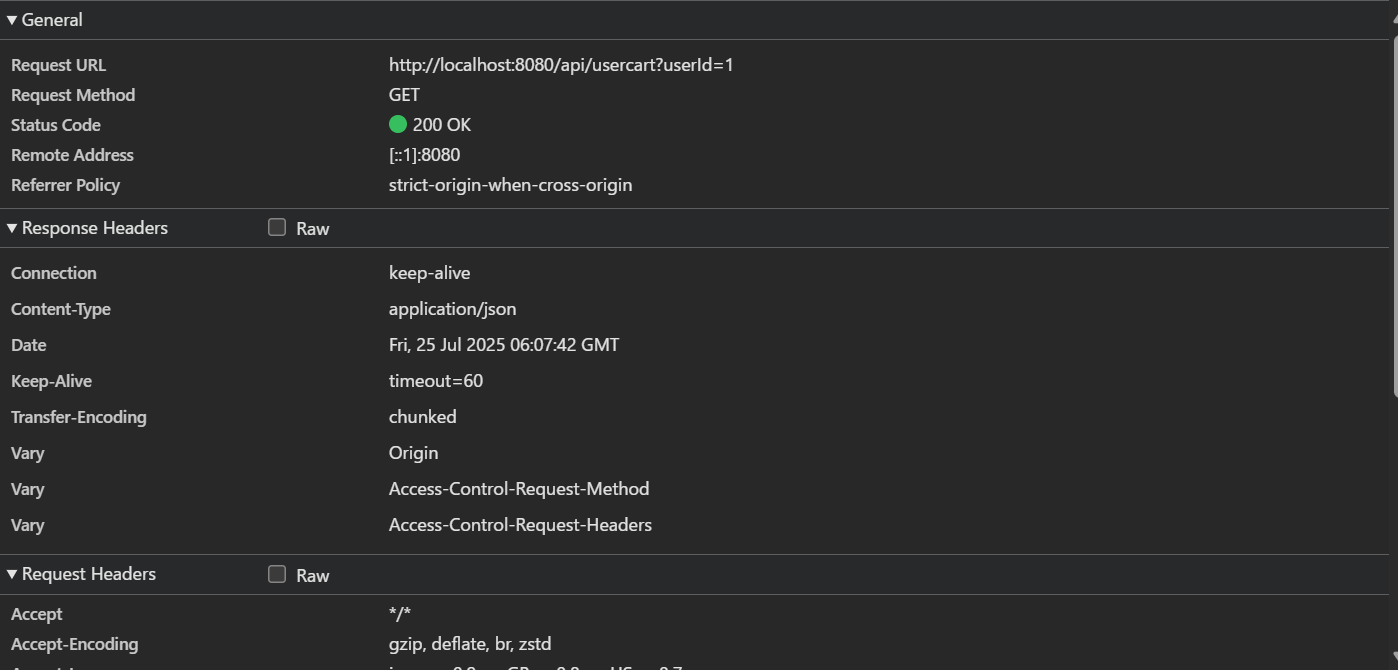 General
Request URL http://localhost:8080/api/usercart?userId=1
Request Method GET
Status Code 200 OK
Remote Address [::1]:8080
Referrer Policy strict-origin-when-cross-origin
Response Headers Raw
Connection keep-alive
Content-Type application/json
Date Fri, 25 Jul 2025 06:07:42 GMT
Keep-Alive timeout=60
Transfer-Encoding chunked
Vary Origin
Vary Access-Control-Request-Method
Vary Access-Control-Request-Headers
Request Headers Raw
Accept */*
Accept-Encoding gzip, deflate, br, zstd